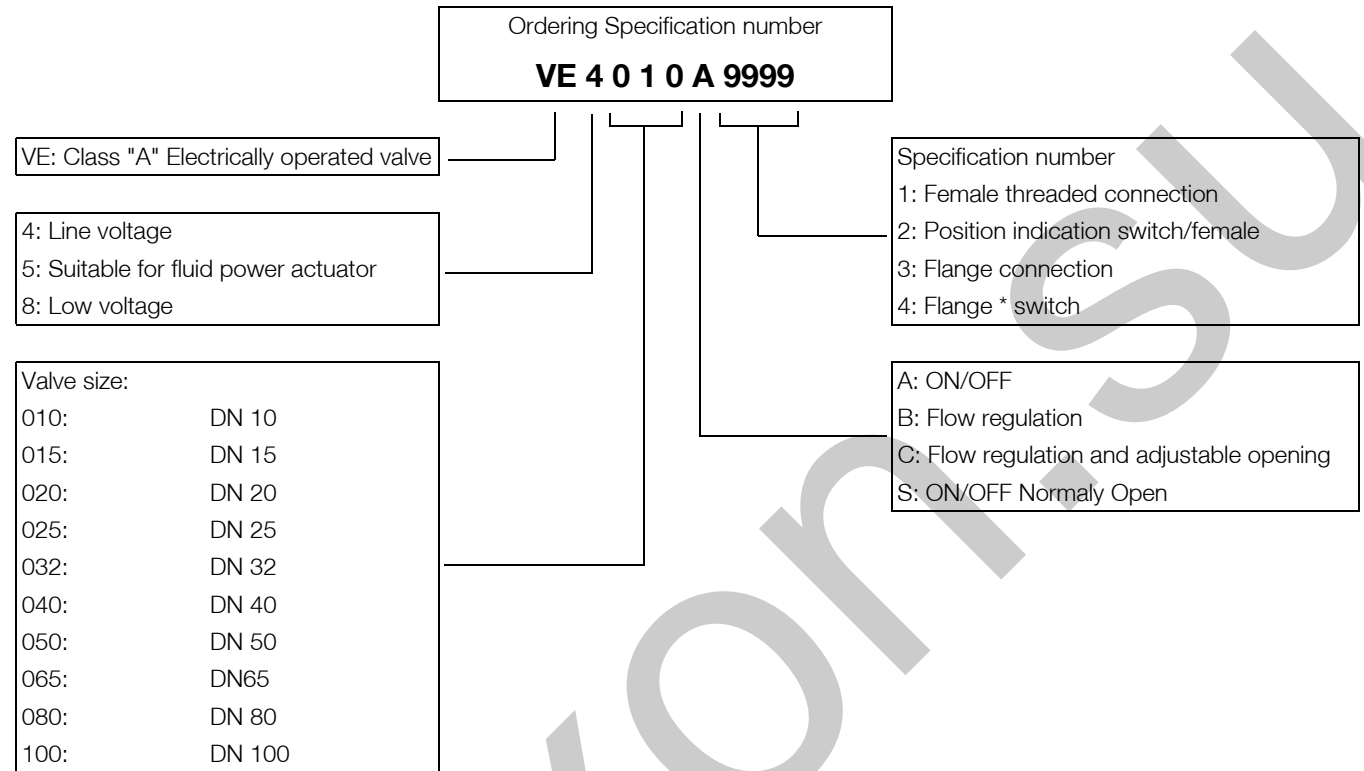 Ordering Specification number
VE 4 0 1 0 A 9999
VE: Class "A" Electrically operated valve
4: Line voltage
5: Suitable for fluid power actuator
8: Low voltage
Valve size:
010: DN 10
015: DN 15
020: DN 20
025: DN 25
032: DN 32
040: DN 40
050: DN 50
065: DN65
080: DN 80
100: DN 100
Specification number
1: Female threaded connection
2: Position indication switch/female
3: Flange connection
4: Flange * switch
A: ON/OFF
B: Flow regulation
C: Flow regulation and adjustable opening
S: ON/OFF Normaly Open
on.su